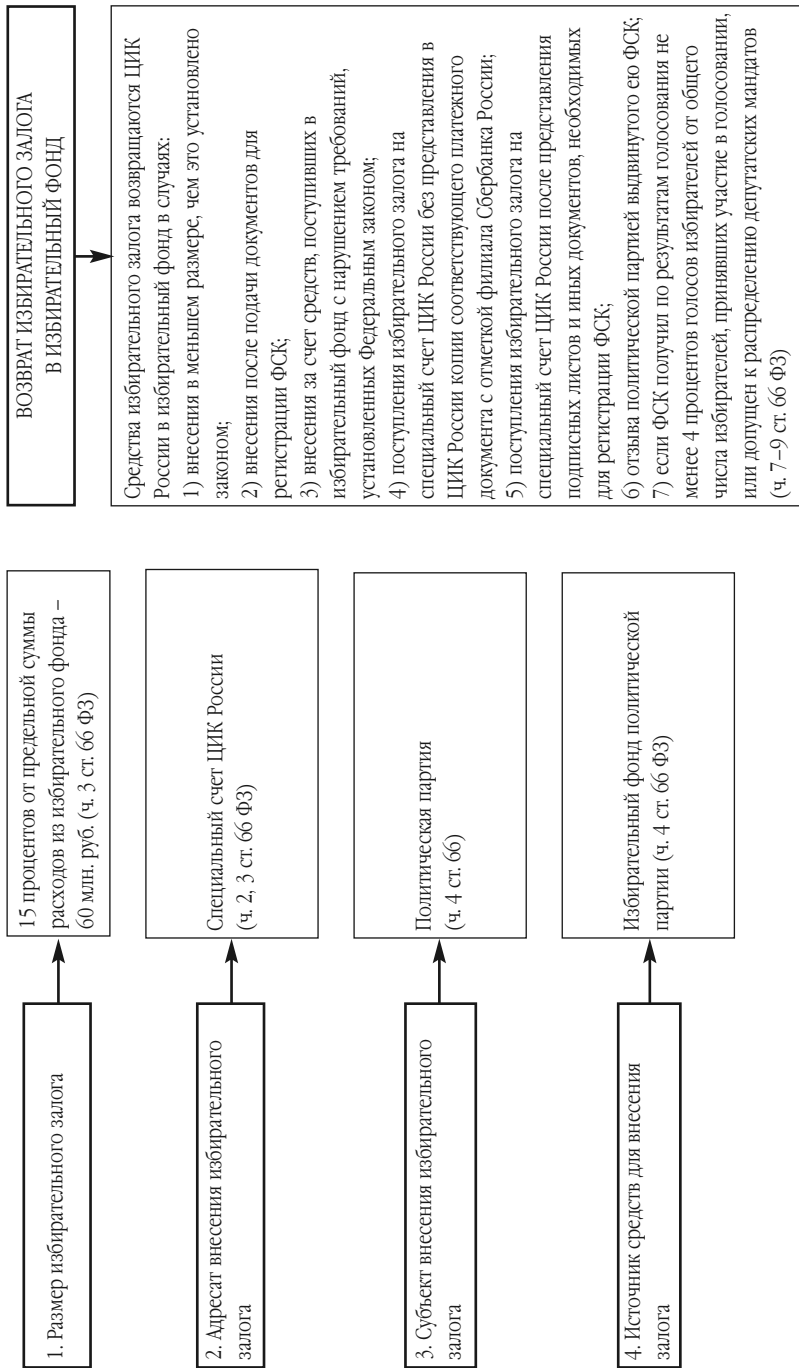 1. Размер избирательного залога
15 процентов от предельной суммы
расходов из избирательного фонда –
60 млн. руб. (ч. 3 ст. 66 ФЗ)
2. Адресат внесения избирательного
залога
Специальный счет ЦИК России
(ч. 2, 3 ст. 66 ФЗ)
3. Субъект внесения избирательного
залога
Политическая партия
(ч. 4 ст. 66)
4. Источник средств для внесения
залога
Избирательный фонд политической
партии (ч. 4 ст. 66 ФЗ)
ВОЗВРАТ ИЗБИРАТЕЛЬНОГО ЗАЛОГА
В ИЗБИРАТЕЛЬНЫЙ ФОНД
Средства избирательного залога возвращаются ЦИК
России в избирательный фонд в случаях:
1) внесения в меньшем размере, чем это установлено
законом;
2) внесения после подачи документов для
регистрации ФСК;
3) внесения за счет средств, поступивших в
избирательный фонд с нарушением требований,
установленных Федеральным законом;
4) поступления избирательного залога на
специальный счет ЦИК России без представления в
ЦИК России копии соответствующего платежного
документа с отметкой филиала Сбербанка России;
5) поступления избирательного залога на
специальный счет ЦИК России после представления
подписных листов и иных документов, необходимых
для регистрации ФСК;
6) отзыва политической партией выдвинутого ею ФСК;
7) если ФСК получил по результатам голосования не
менее 4 процентов голосов избирателей от общего
числа избирателей, принявших участие в голосовании,
или допущен к распределению депутатских мандатов
(ч. 7–9 ст. 66 ФЗ)